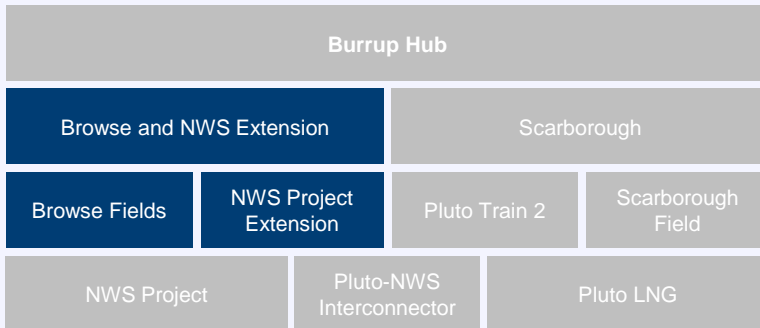 Burrup Hub
Browse and NWS Extension
Scarborough
Browse Fields
NWS Project
Extension
Pluto Train 2
Scarborough
Field
NWS Project
Pluto-NWS
Interconnector
Pluto LNG